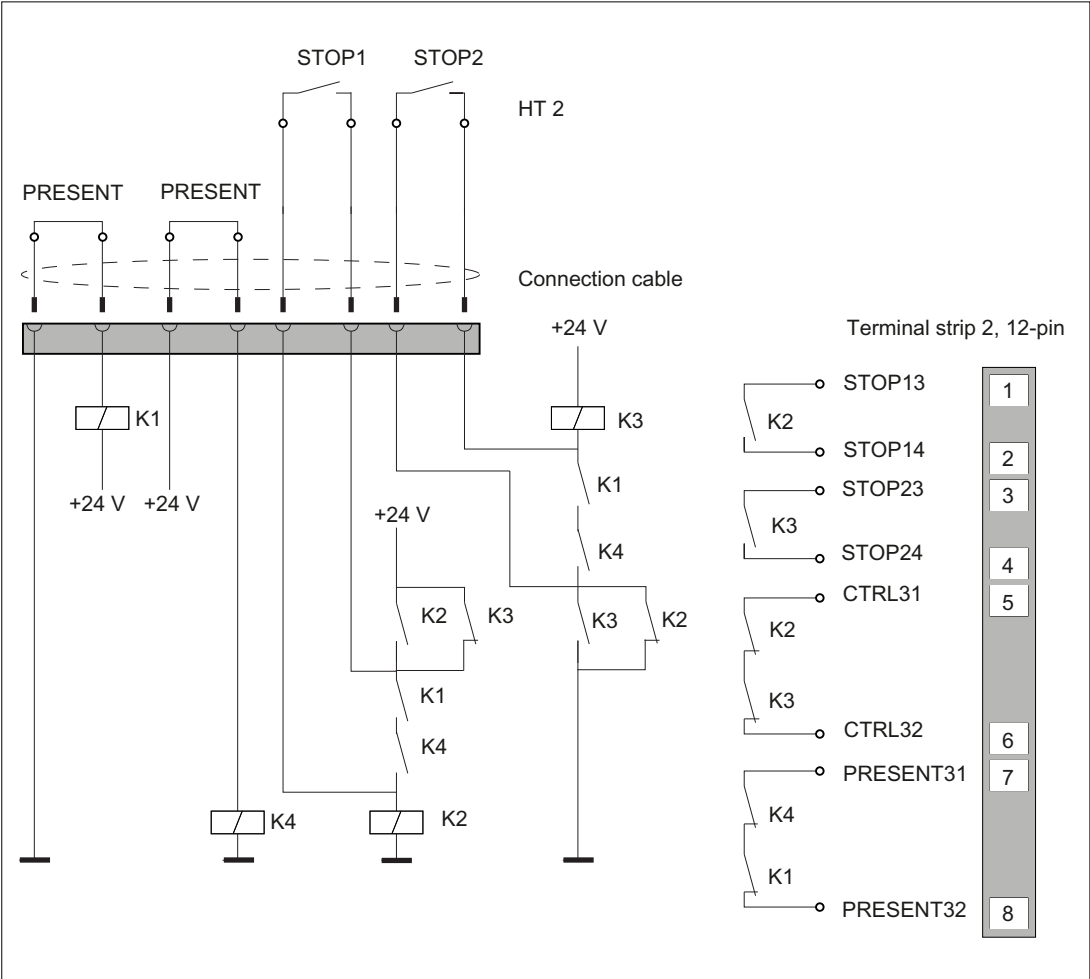 STOP1 STOP2
HT 2
PRESENT PRESENT
Connection cable
+24 V
Terminal strip 2, 12-pin
K1
+24 V +24 V
K3
K1
K4
K3 K2
+24 V
K2 K3
K1
K4
K4 K2
STOP13 1
K2
STOP14 2
STOP23 3
K3
STOP24 4
CTRL31 5
K2
K3
CTRL32 6
PRESENT31 7
K4
K1
PRESENT32 8